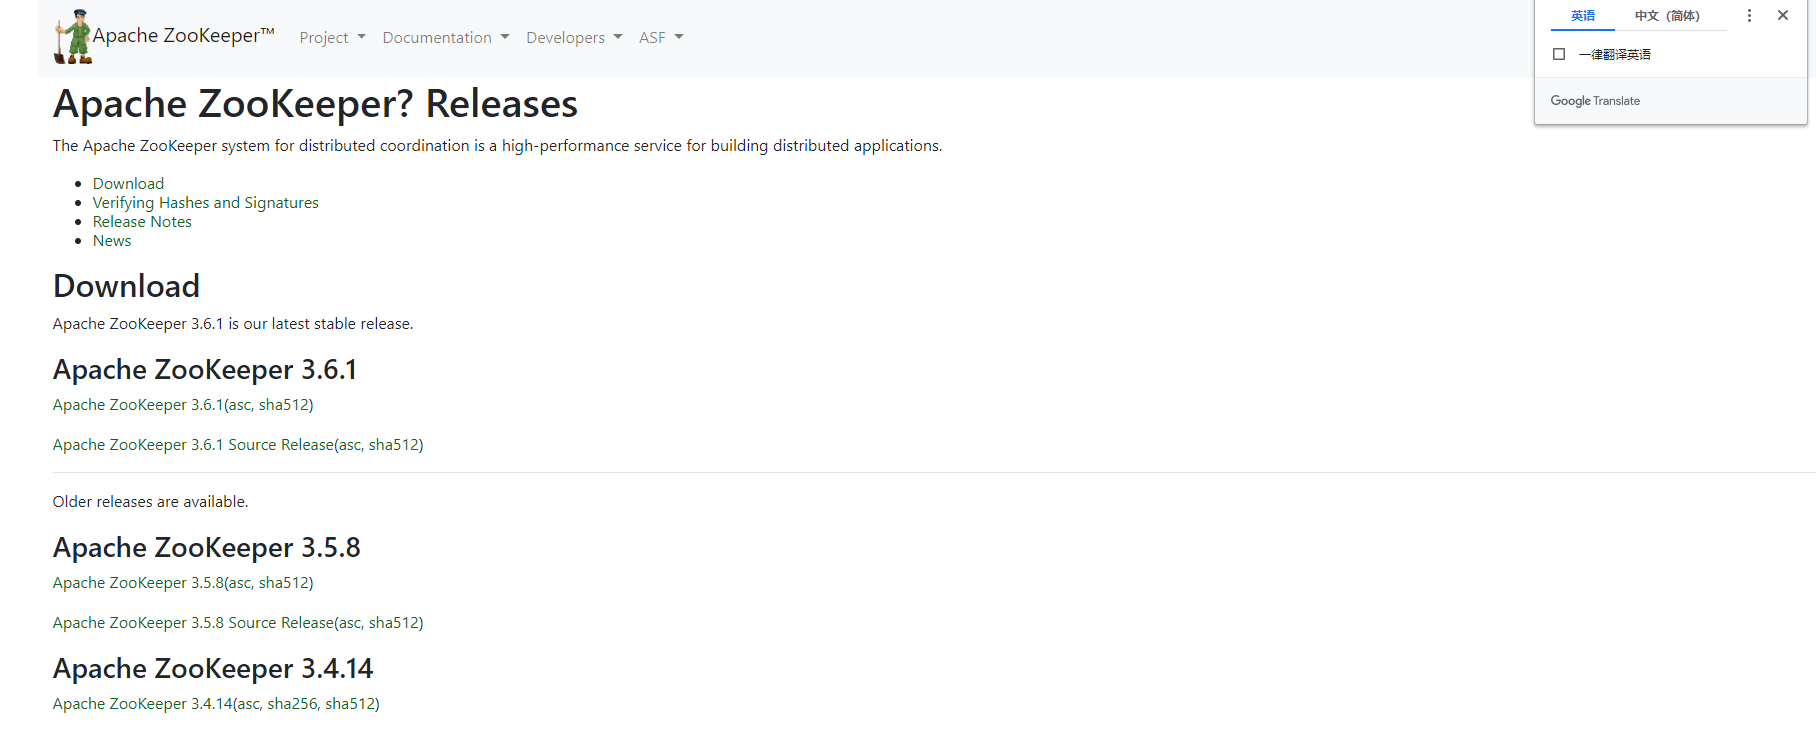 Apache ZooKeeper™ Project Documentation Developers ASF
英语 中文（简体）
一律翻译英语
Google Translate
Apache ZooKeeper? Releases
The Apache ZooKeeper system for distributed coordination is a high-performance service for building distributed applications.
Download
Verifying Hashes and Signatures
Release Notes
News
Download
Apache ZooKeeper 3.6.1 is our latest stable release.
Apache ZooKeeper 3.6.1
Apache ZooKeeper 3.6.1(asc, sha512)
Apache ZooKeeper 3.6.1 Source Release(asc, sha512)
Older releases are available.
Apache ZooKeeper 3.5.8
Apache ZooKeeper 3.5.8(asc, sha512)
Apache ZooKeeper 3.5.8 Source Release(asc, sha512)
Apache ZooKeeper 3.4.14
Apache ZooKeeper 3.4.14(asc, sha256, sha512)